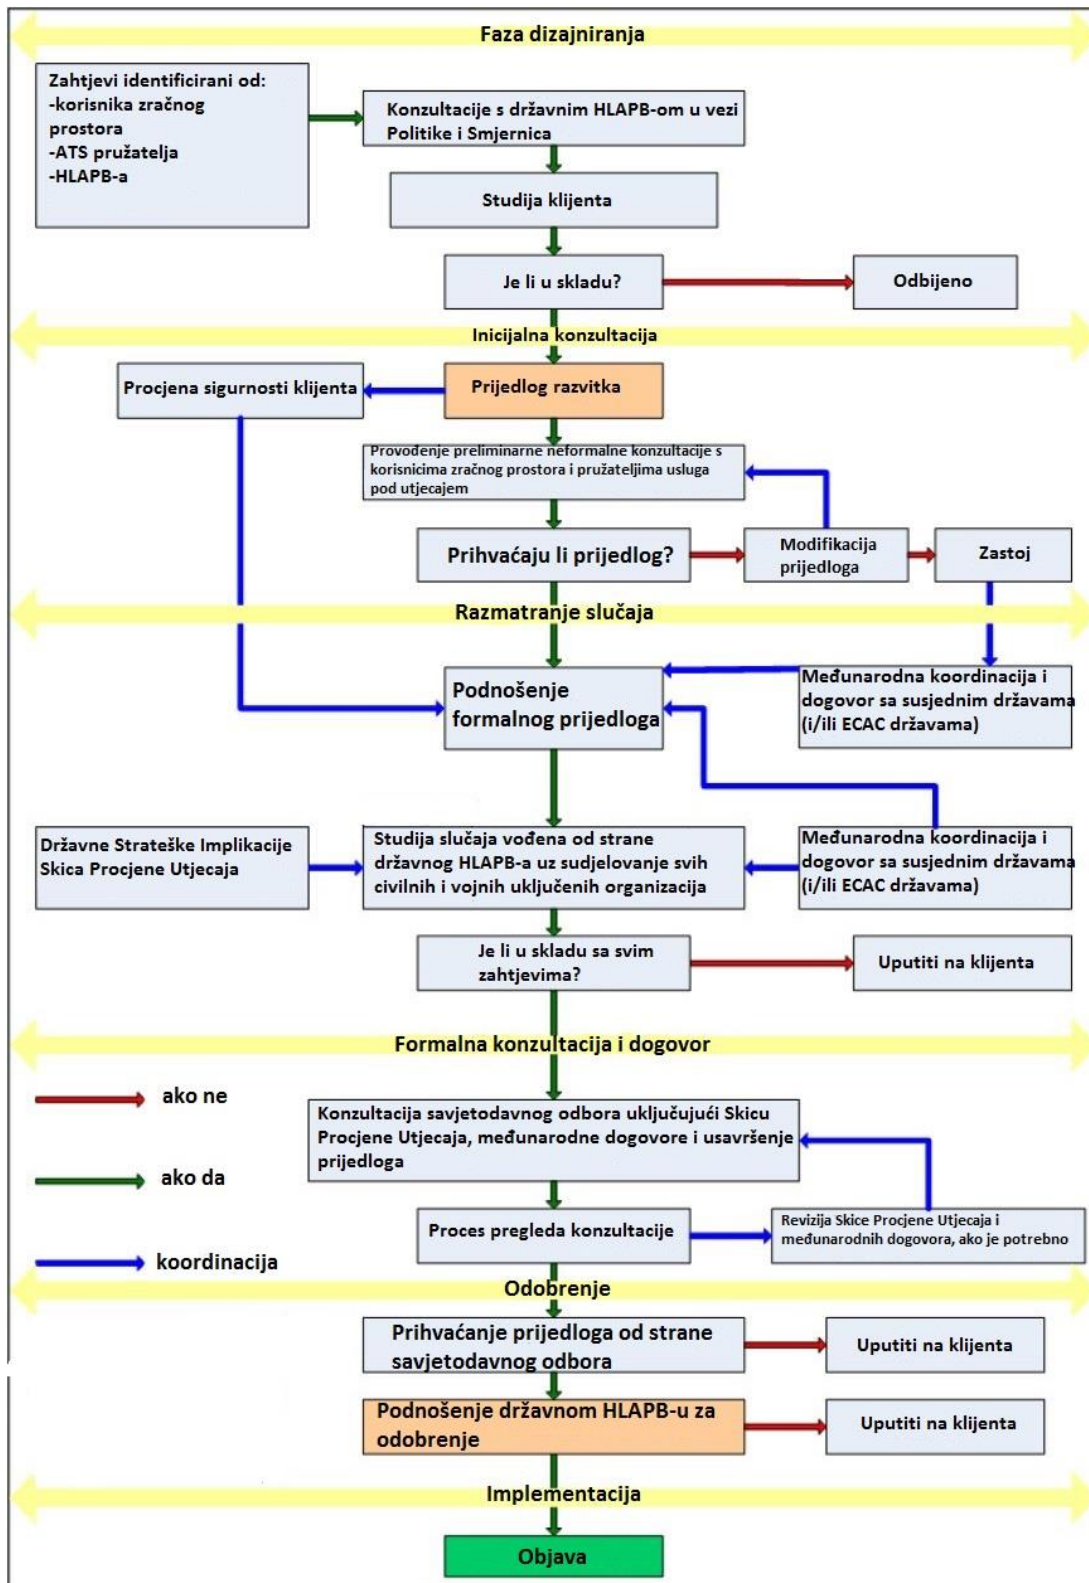 Faza dizajniranja
Zahtjevi identificirani od:
-korisnika zračnog
prostora
-ATS pružatelja
-HLAPB-a
Konzultacije s državnim HLAPB-om u vezi
Politike i Smjernica
Studija klijenta
Je li u skladu?
Odbijeno
Inicijalna konzultacija
Procjena sigurnosti klijenta
Prijedlog razvitka
Provođenje preliminarne neformalne konzultacije s
korisnicima zračnog prostora i pružateljima usluga
pod utjecajem
Prihvaćaju li prijedlog?
Modifikacija
prijedloga
Zastoj
Razmatranje slučaja
Podnošenje
formalnog prijedloga
Međunarodna koordinacija i
dogovor sa susjednim državama
(i/ili ECAC državama)
Državne Strateške Implikacije
Skica Procjene Utjecaja
Studija slučaja vođena od strane
državnog HLAPB-a uz sudjelovanje svih
civilnih i vojnih uključenih organizacija
Međunarodna koordinacija i
dogovor sa susjednim državama
(i/ili ECAC državama)
Je li u skladu sa svim
zahtjevima?
Uputiti na klijenta
Formalna konzultacija i dogovor
ako ne
ako da
koordinacija
Konzultacija savjetodavnog odbora uključujući Skicu
Procjene Utjecaja, međunarodne dogovore i usavršenje
prijedloga
Proces pregleda konzultacije
Revizija Skice Procjene Utjecaja i
međunarodnih dogovora, ako je potrebno
Odobrenje
Prihvaćanje prijedloga od strane
savjetodavnog odbora
Uputiti na klijenta
Podnošenje državnom HLAPB-u za
odobrenje
Uputiti na klijenta
Implementacija
Objava